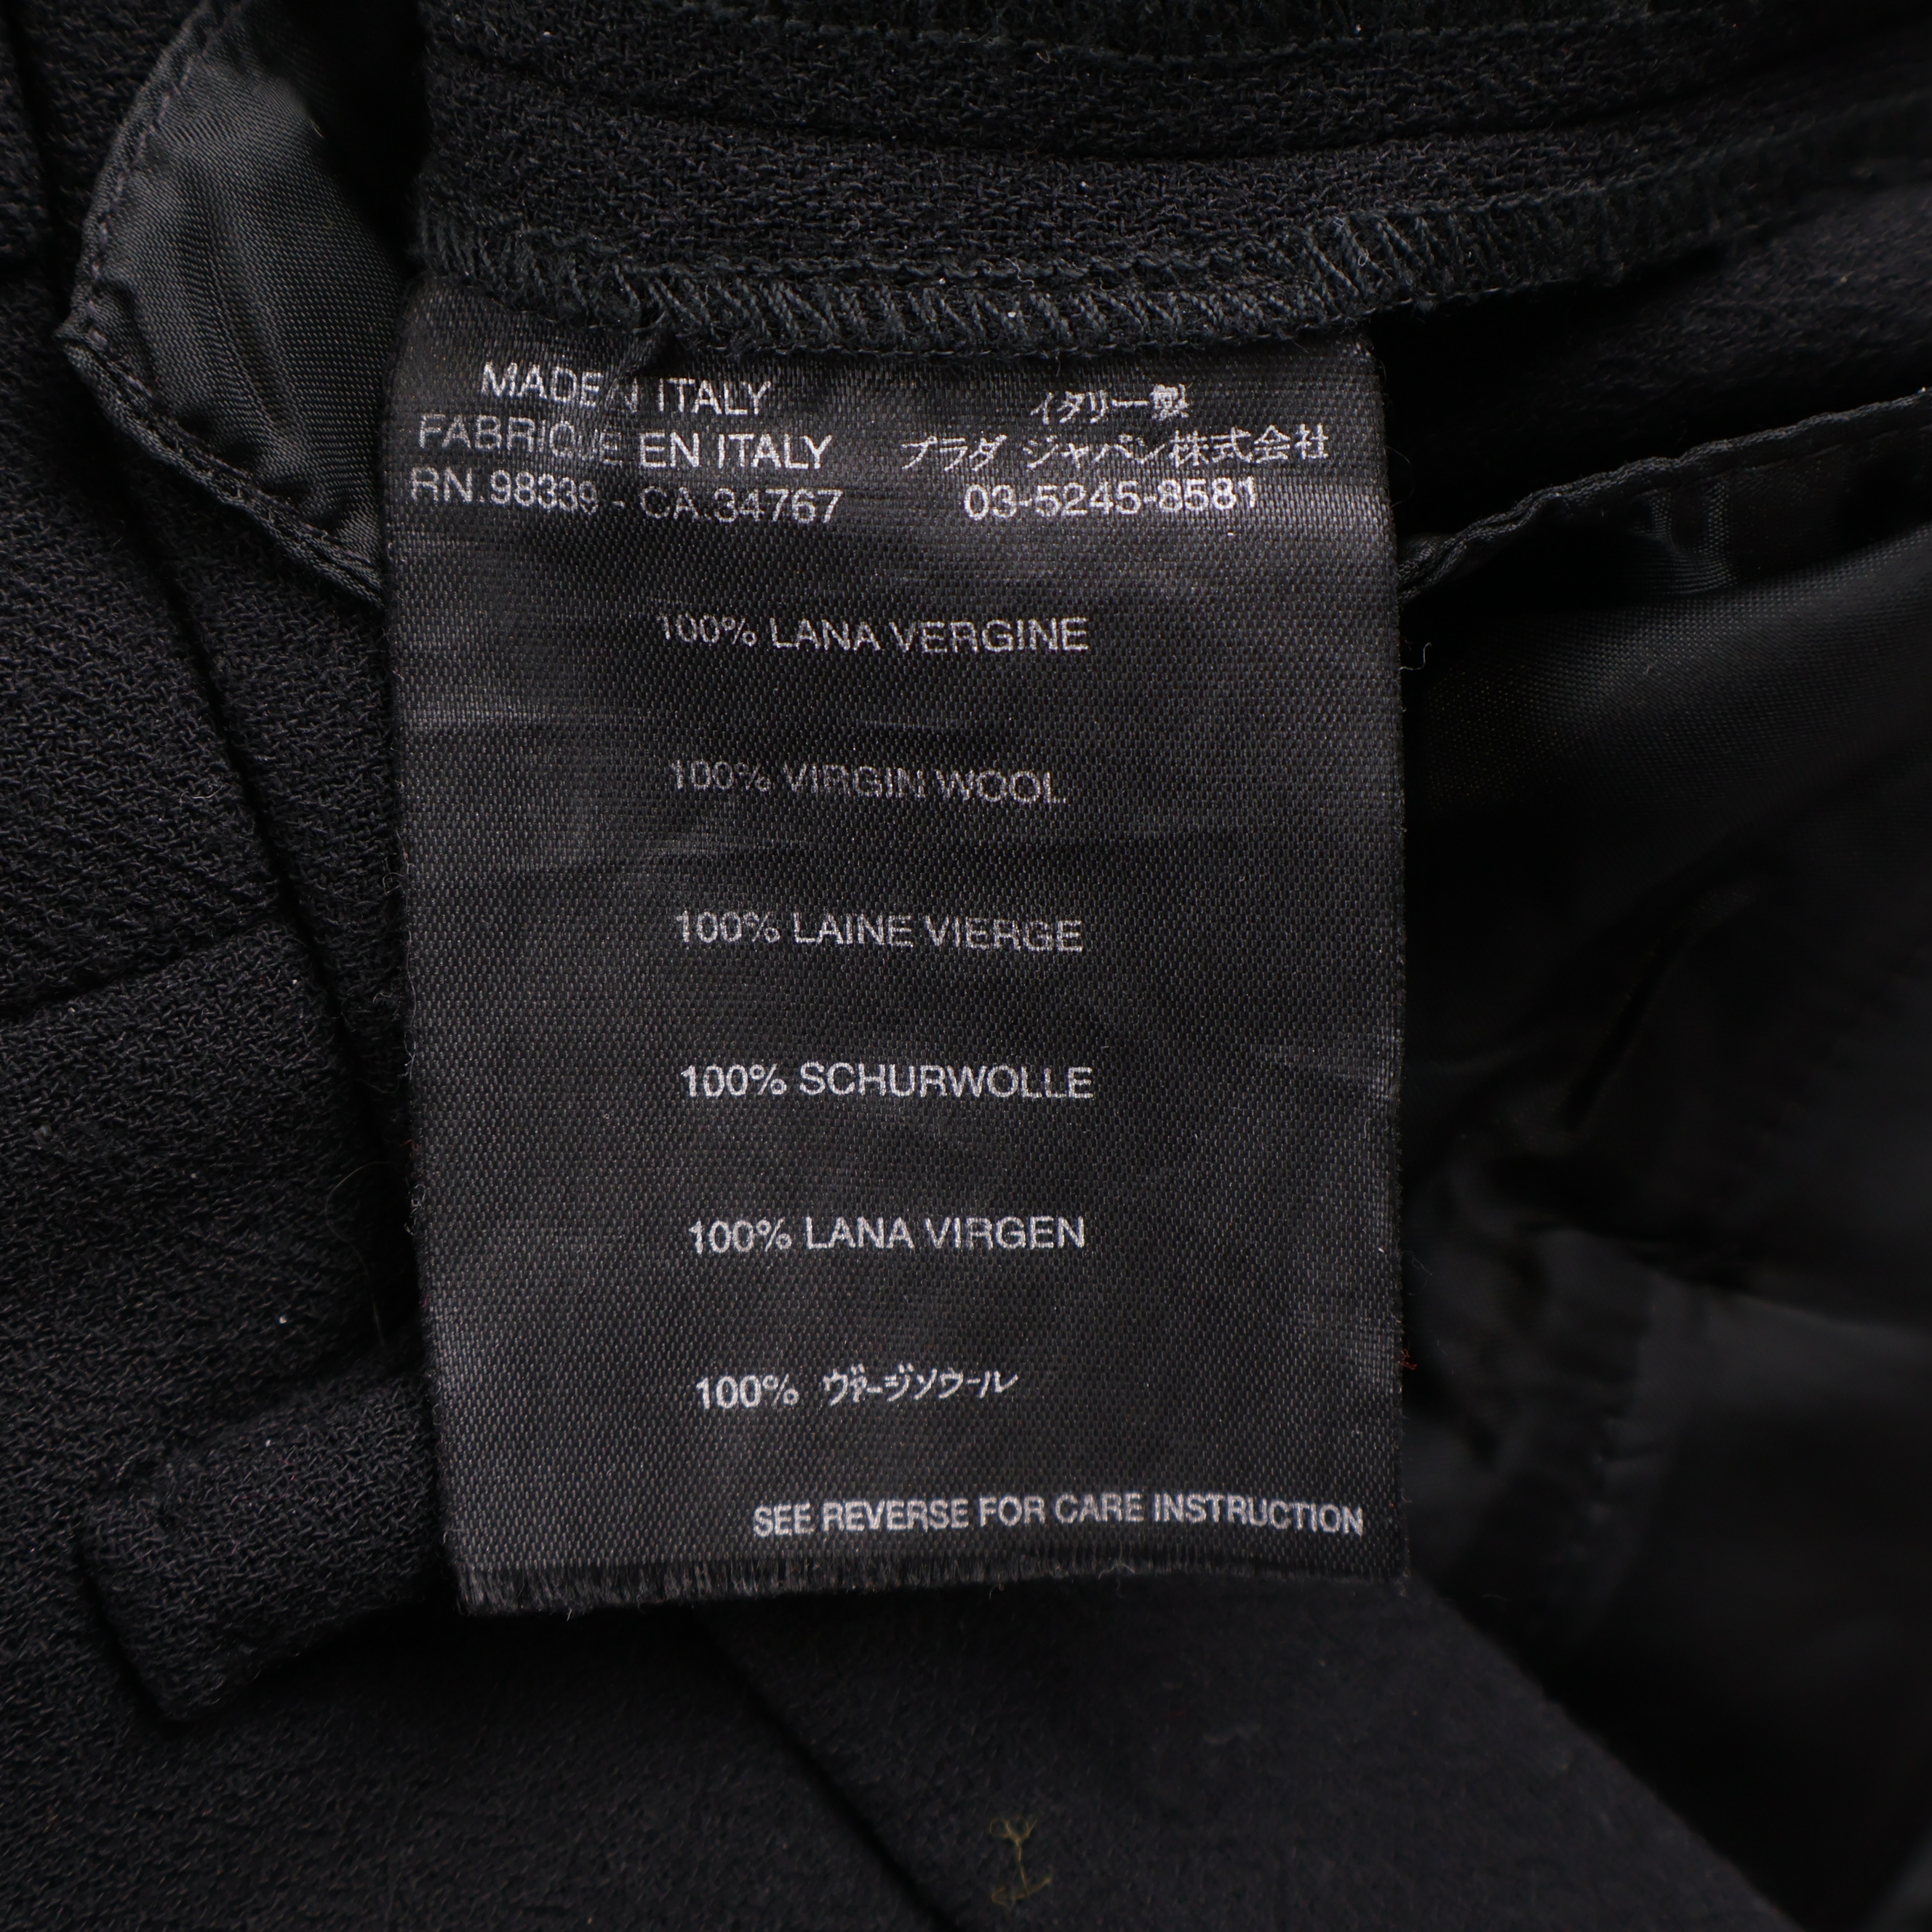 MADE IN ITALY
FABRIQUE EN ITALY
RN.98339 - CA.34767
イタリー製
プラダ ジャパン株式会社
03-5245-8581
100% LANA VERGINE
100% VIRGIN WOOL
100% LAINE VIERGE
100% SCHURWOLLE
100% LANA VIRGEN
100% ヴァージンウール
SEE REVERSE FOR CARE INSTRUCTION